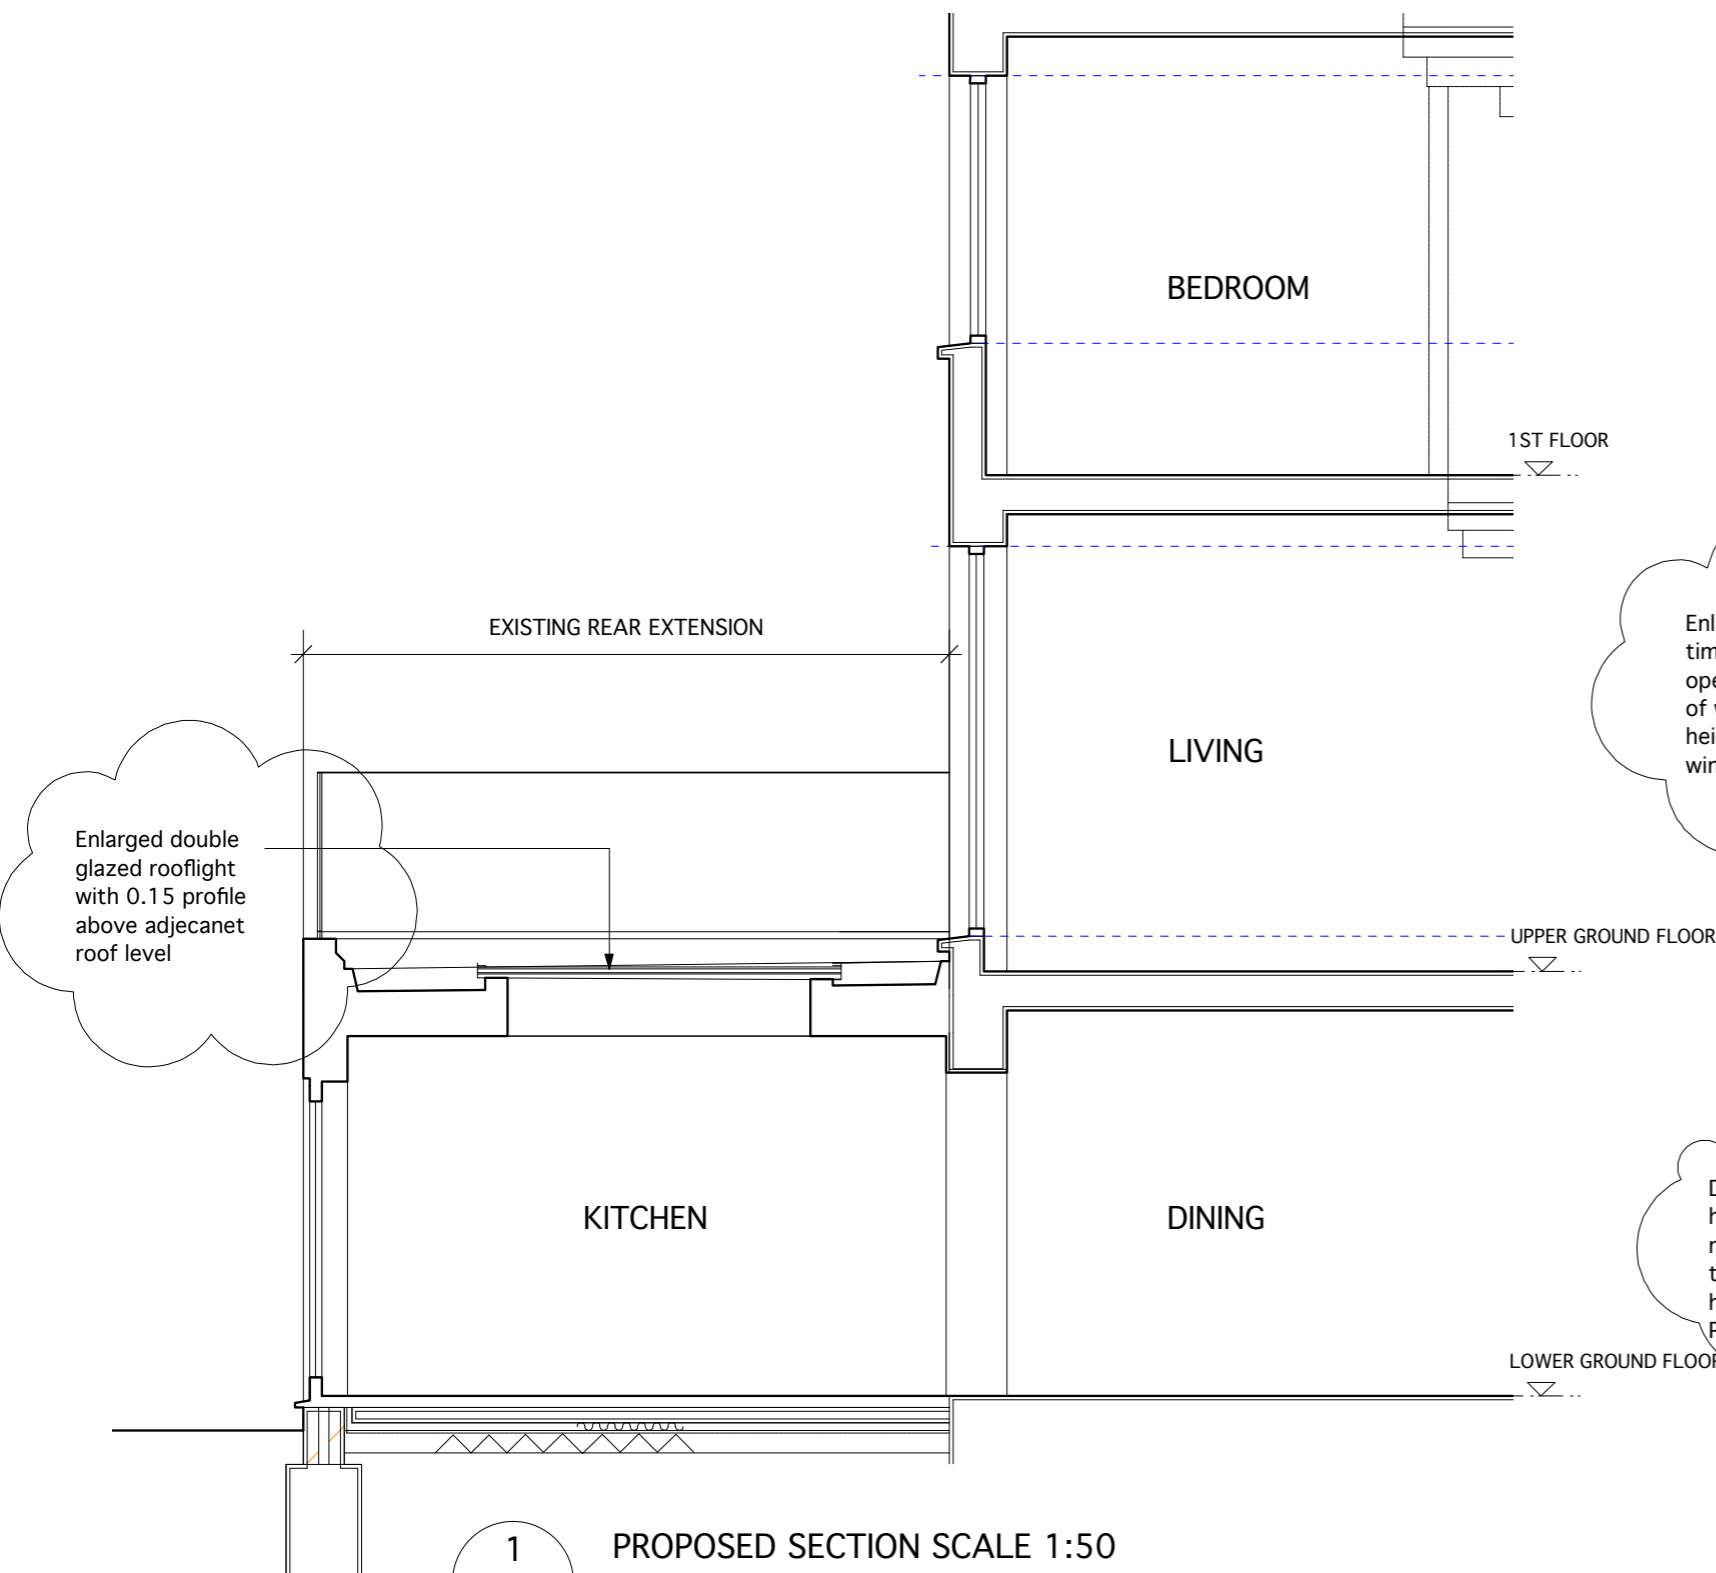 BEDROOM
1ST FLOOR
EXISTING REAR EXTENSION
LIVING
Enlarged double
glazed rooflight
with 0.15 profile
above adjecanet
roof level
UPPER GROUND FLOOR
KITCHEN
DINING
LOWER GROUND FLOOR
1
PROPOSED SECTION SCALE 1:50